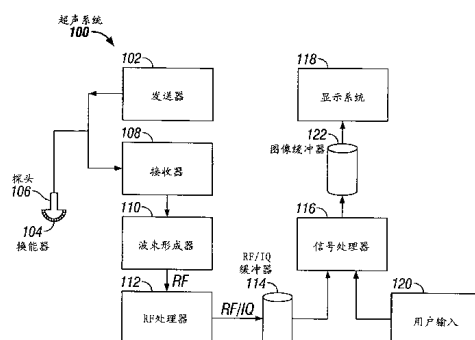 超声系统
100
102
发送器
118
显示系统
122
图像缓冲器
108
接收器
探头
106
104
换能器
110
波束形成器
116
信号处理器
RF
RF/IQ
缓冲器
114
112
RF处理器
RF/IQ
120
用户输入